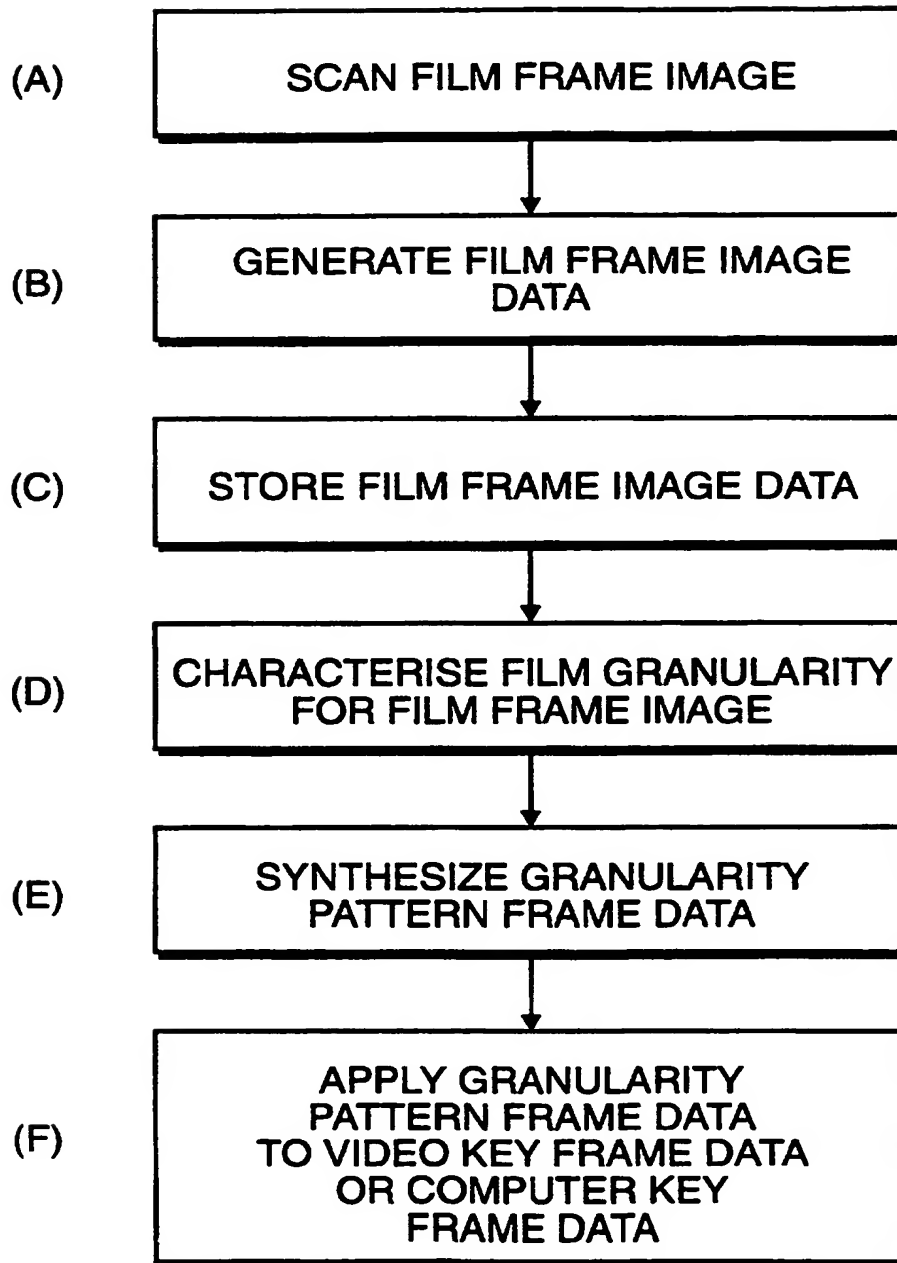 (A)
SCAN FILM FRAME IMAGE
(B)
GENERATE FILM FRAME IMAGE
DATA
(C)
STORE FILM FRAME IMAGE DATA
(D)
CHARACTERISE FILM GRANULARITY
FOR FILM FRAME IMAGE
(E)
SYNTHESIZE GRANULARITY
PATTERN FRAME DATA
(F)
APPLY GRANULARITY
PATTERN FRAME DATA
TO VIDEO KEY FRAME DATA
OR COMPUTER KEY
FRAME DATA